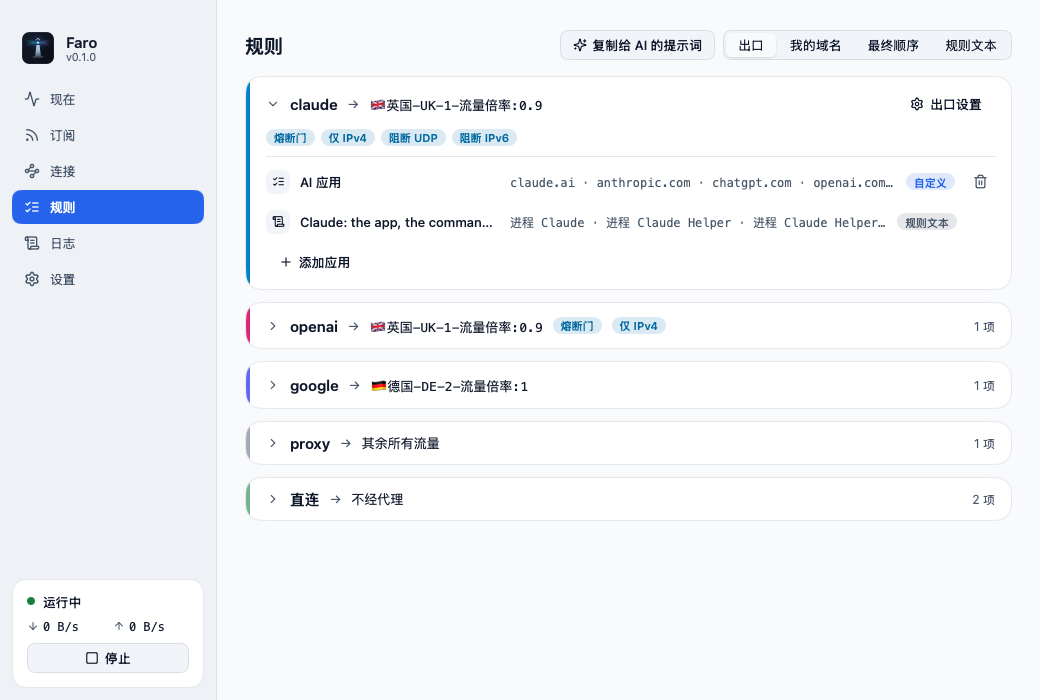 Faro
v0.1.0
现在
订阅
连接
规则
日志
设置
运行中
↓ 0 B/s ↑ 0 B/s
停止
规则
复制给 AI 的提示词
出口 我的域名 最终顺序 规则文本
claude → 🇬🇧英国-UK-1-流量倍率:0.9 出口设置
熔断门 仅 IPv4 阻断 UDP 阻断 IPv6
AI 应用 claude.ai · anthropic.com · chatgpt.com · openai.com… 自定义
Claude: the app, the comman... 进程 Claude · 进程 Claude Helper · 进程 Claude Helper… 规则文本
+ 添加应用
openai → 🇬🇧英国-UK-1-流量倍率:0.9 熔断门 仅 IPv4 1 项
google → 🇩🇪德国-DE-2-流量倍率:1 1 项
proxy → 其余所有流量 1 项
直连 → 不经代理 2 项